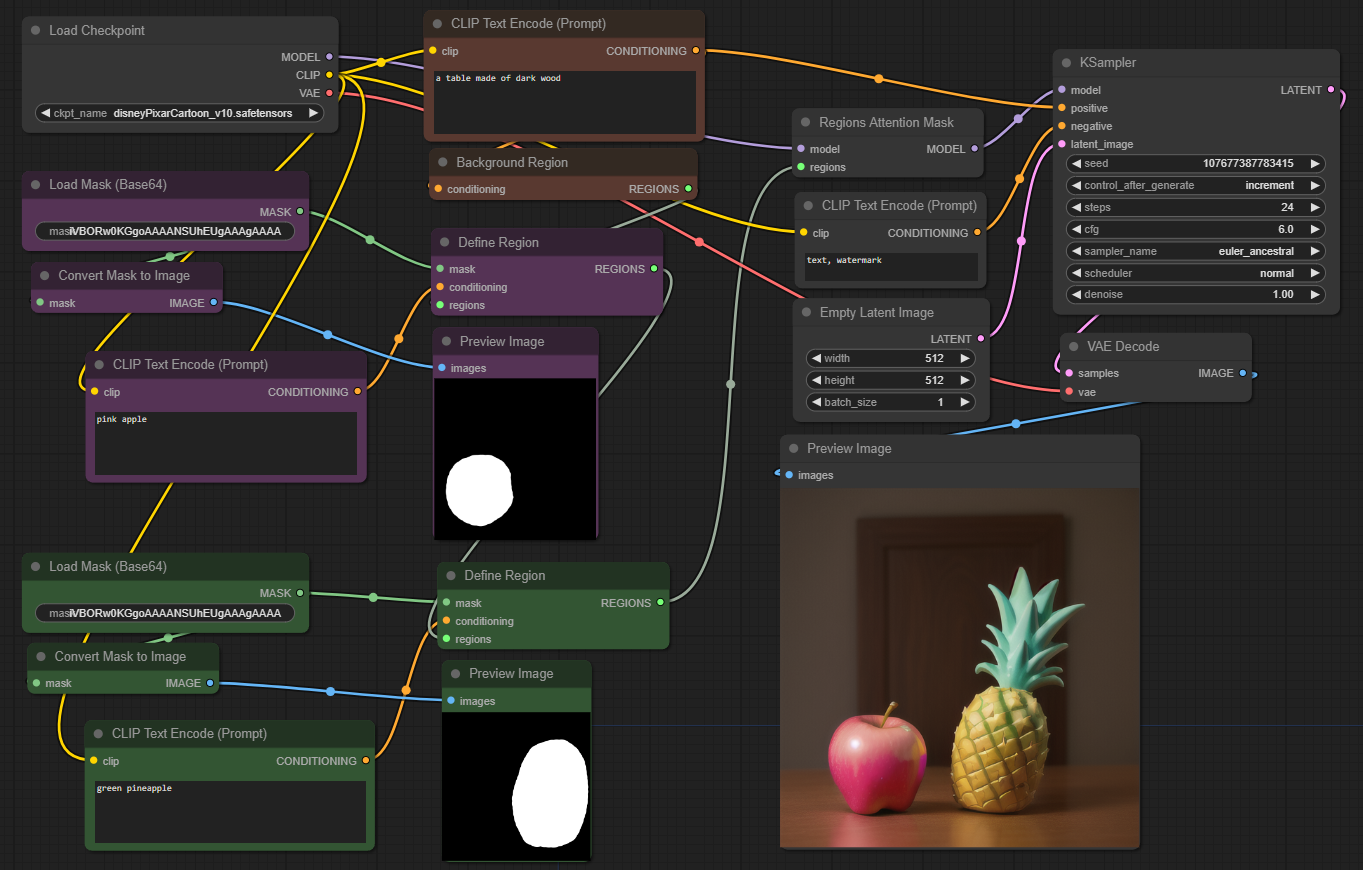 Load Checkpoint
MODEL
CLIP
VAE
ckpt_name disneyPixarCartoon_v10.safetensors
Load Mask (Base64)
MASK
mas iVBORw0KGgoAAAANSUhEUgAAAgAAAA
Convert Mask to Image
mask IMAGE
CLIP Text Encode (Prompt)
clip CONDITIONING
pink apple
Load Mask (Base64)
MASK
mas iVBORw0KGgoAAAANSUhEUgAAAgAAAA
Convert Mask to Image
mask IMAGE
CLIP Text Encode (Prompt)
clip CONDITIONING
green pineapple
CLIP Text Encode (Prompt)
clip CONDITIONING
a table made of dark wood
Background Region
conditioning REGIONS
Define Region
mask REGIONS
conditioning
regions
Preview Image
images
Define Region
mask REGIONS
conditioning
regions
Preview Image
images
Regions Attention Mask
model MODEL
regions
CLIP Text Encode (Prompt)
clip CONDITIONING
text, watermark
Empty Latent Image
LATENT
width 512
height 512
batch_size 1
KSampler
model LATENT
positive
negative
latent_image
seed 107677387783415
control_after_generate increment
steps 24
cfg 6.0
sampler_name euler_ancestral
scheduler normal
denoise 1.00
VAE Decode
samples IMAGE
vae
Preview Image
images